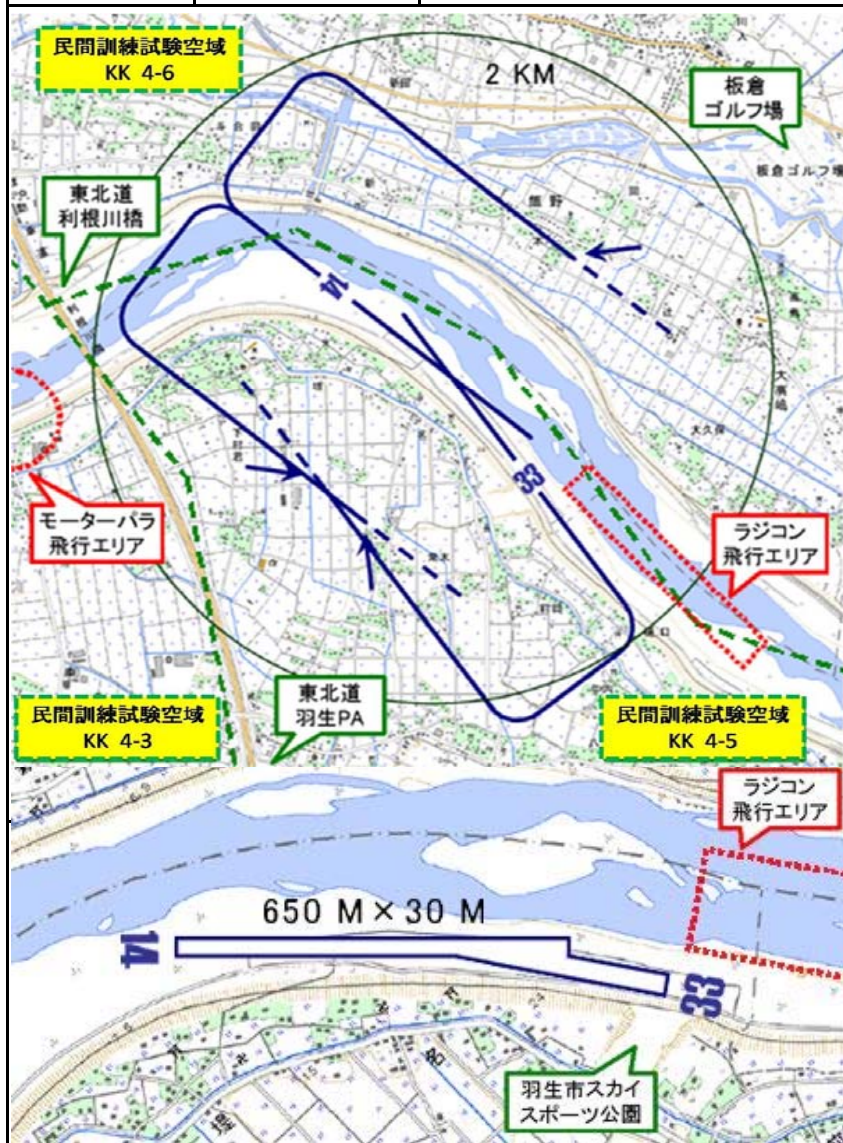 民間訓練試験空域
KK 4-6
2 KM
板倉
ゴルフ場
板倉ゴルフ場
東北道
利根川橋
14
33
モーターパラ
飛行エリア
ラジコン
飛行エリア
大久保
東北道
羽生PA
民間訓練試験空域
KK 4-3
民間訓練試験空域
KK 4-5
ラジコン
飛行エリア
650 M×30 M
14
33
羽生市スカイ
スポーツ公園